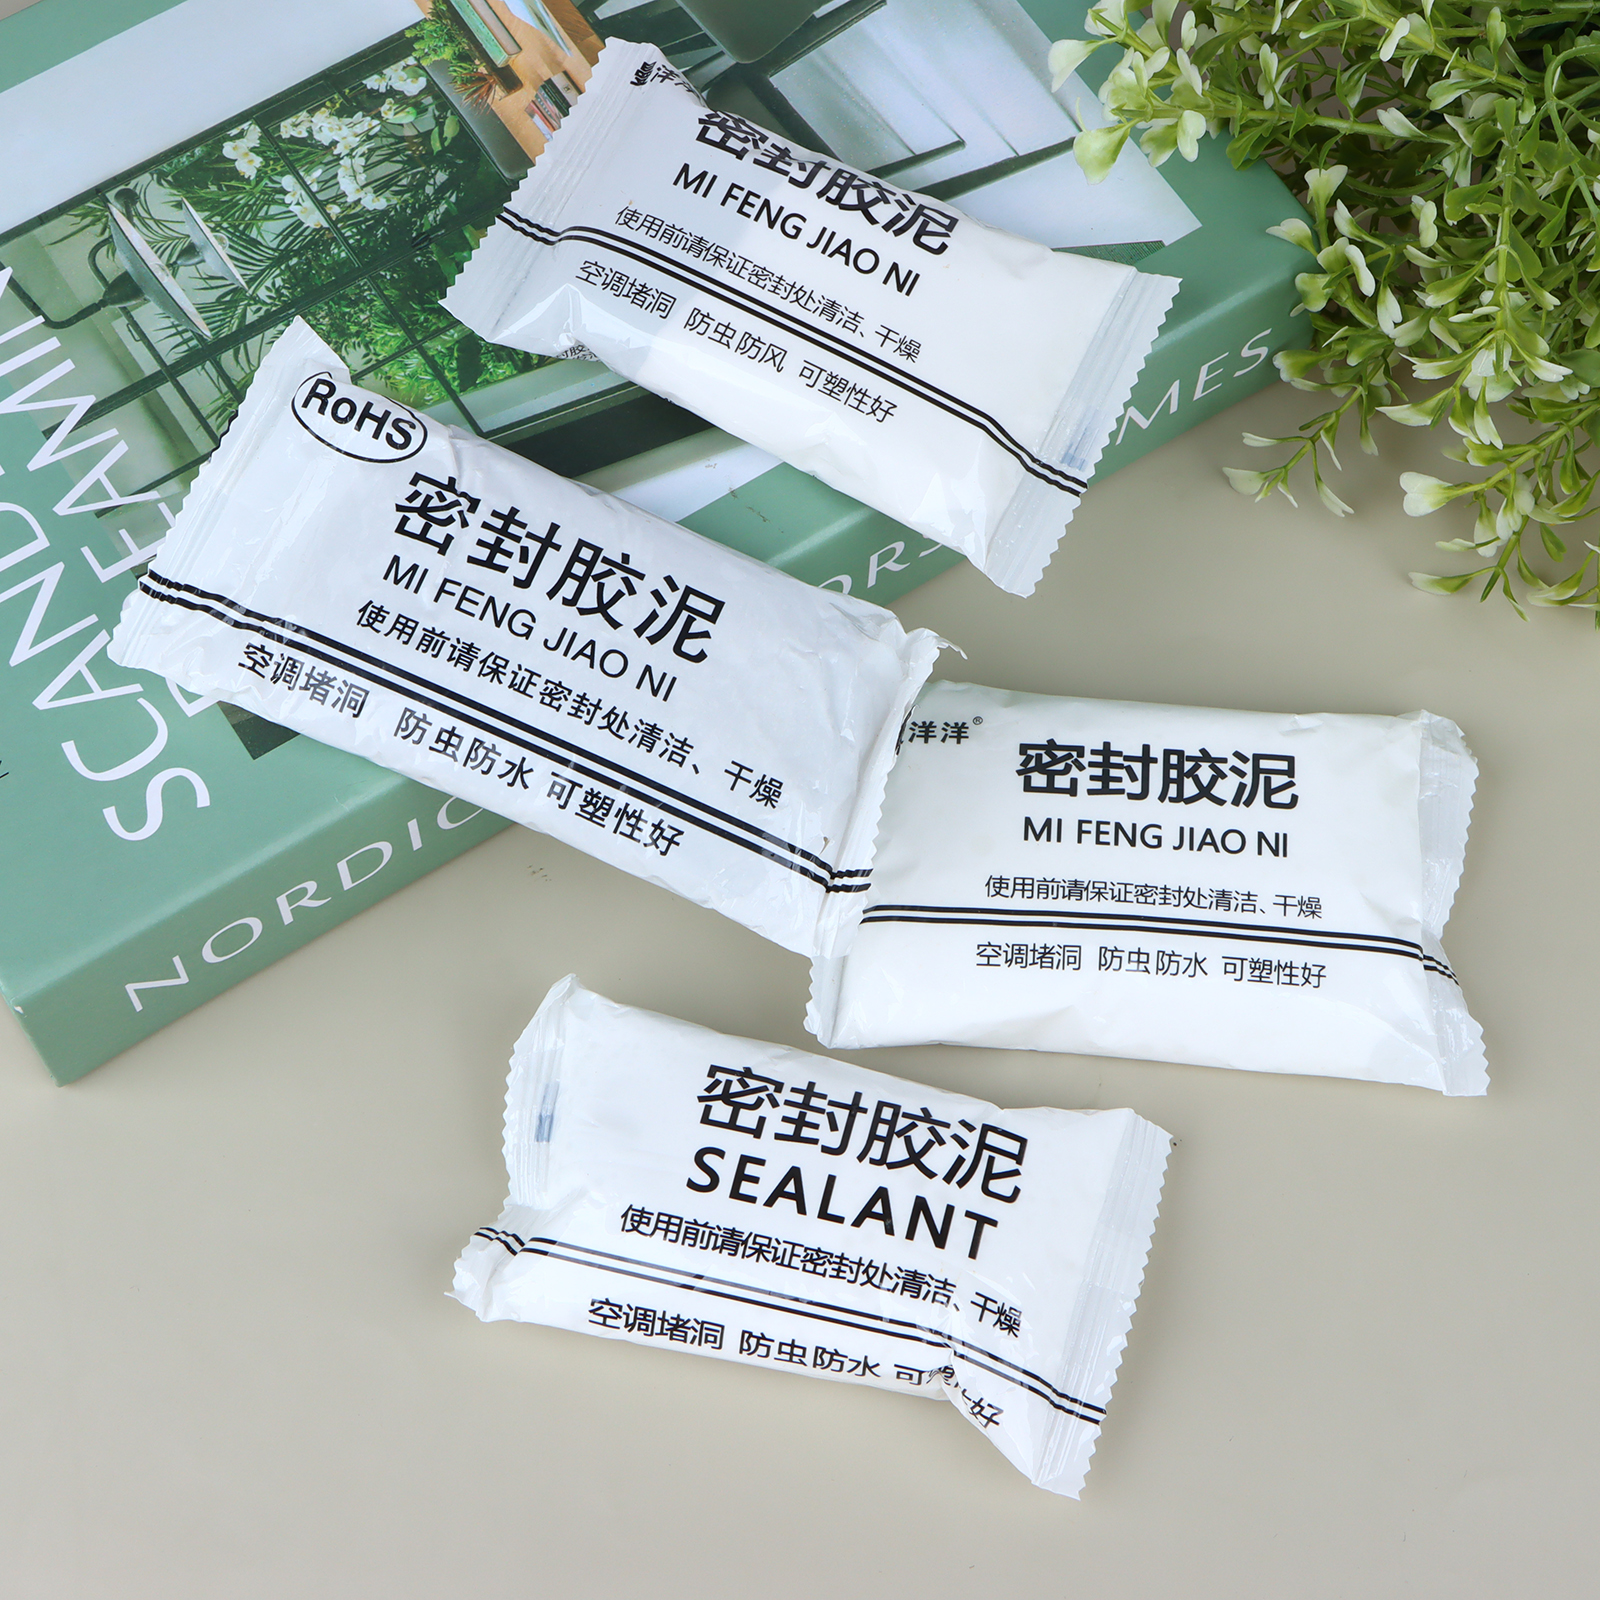 密封胶泥
MI FENG JIAO NI
使用前请保证密封处清洁、干燥
空调堵洞 防虫防风 可塑性好
RoHS
密封胶泥
MI FENG JIAO NI
使用前请保证密封处清洁、干燥
空调堵洞 防虫防水 可塑性好
洋洋®
密封胶泥
MI FENG JIAO NI
使用前请保证密封处清洁、干燥
空调堵洞 防虫防水 可塑性好
密封胶泥
SEALANT
使用前请保证密封处清洁、干燥
空调堵洞 防虫防水 可塑性好
NORDIC